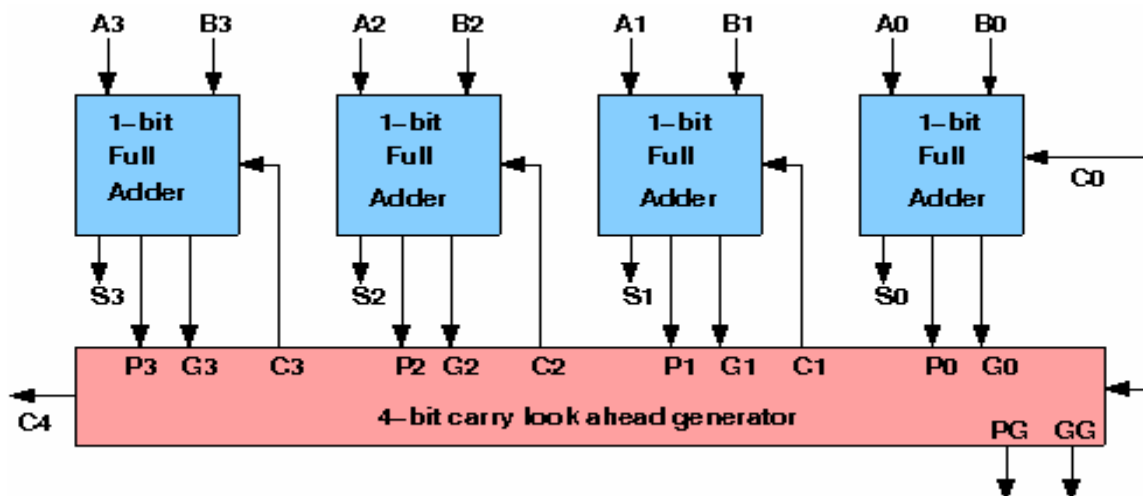 A3 B3 A2 B2 A1 B1 A0 B0
1-bit Full Adder
1-bit Full Adder
1-bit Full Adder
1-bit Full Adder
C0
S3 S2 S1 S0
P3 G3 C3 P2 G2 C2 P1 G1 C1 P0 G0
C4
4-bit carry look ahead generator
PG GG